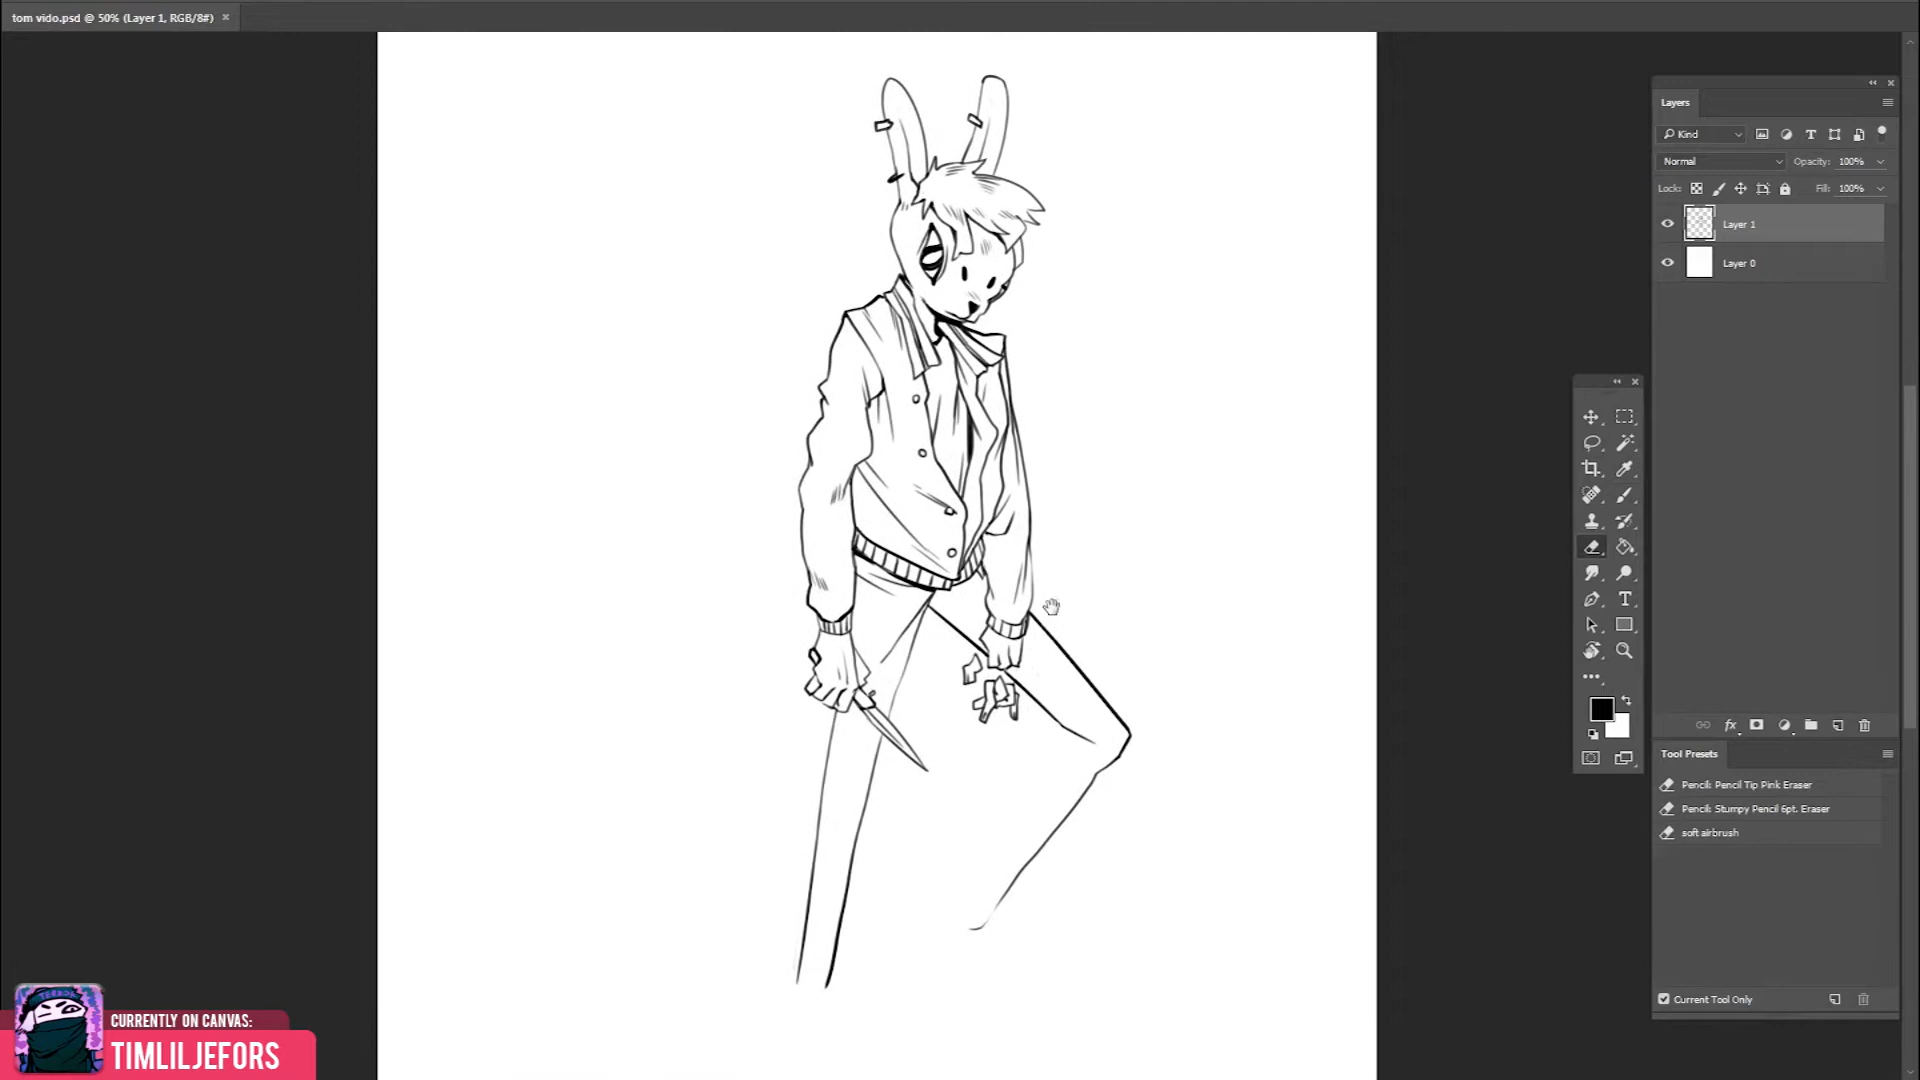 tom vido.psd @ 50% (Layer 1, RGB/8#) ×
Layers
Kind
Normal Opacity: 100%
Lock: Fill: 100%
Layer 1
Layer 0
fx
Tool Presets
Pencil: Pencil Tip Pink Eraser
Pencil: Stumpy Pencil 6pt. Eraser
soft airbrush
Current Tool Only
CURRENTLY ON CANVAS:
TIMLILJEFORS